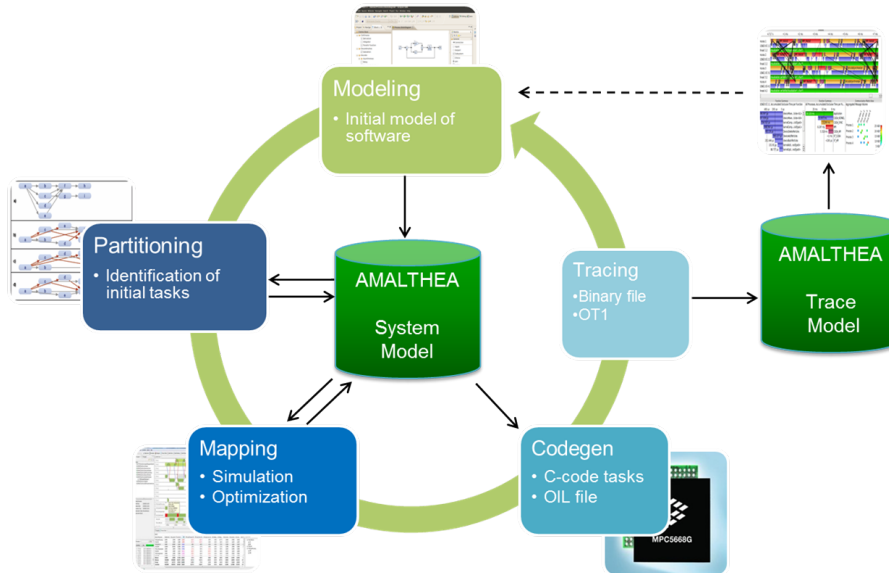 Modeling
• Initial model of
software
Partitioning
• Identification of
initial tasks
AMALTHEA
System
Model
Tracing
•Binary file
•OT1
AMALTHEA
Trace
Model
Mapping
• Simulation
• Optimization
Codegen
• C-code tasks
• OIL file
MPC5668G